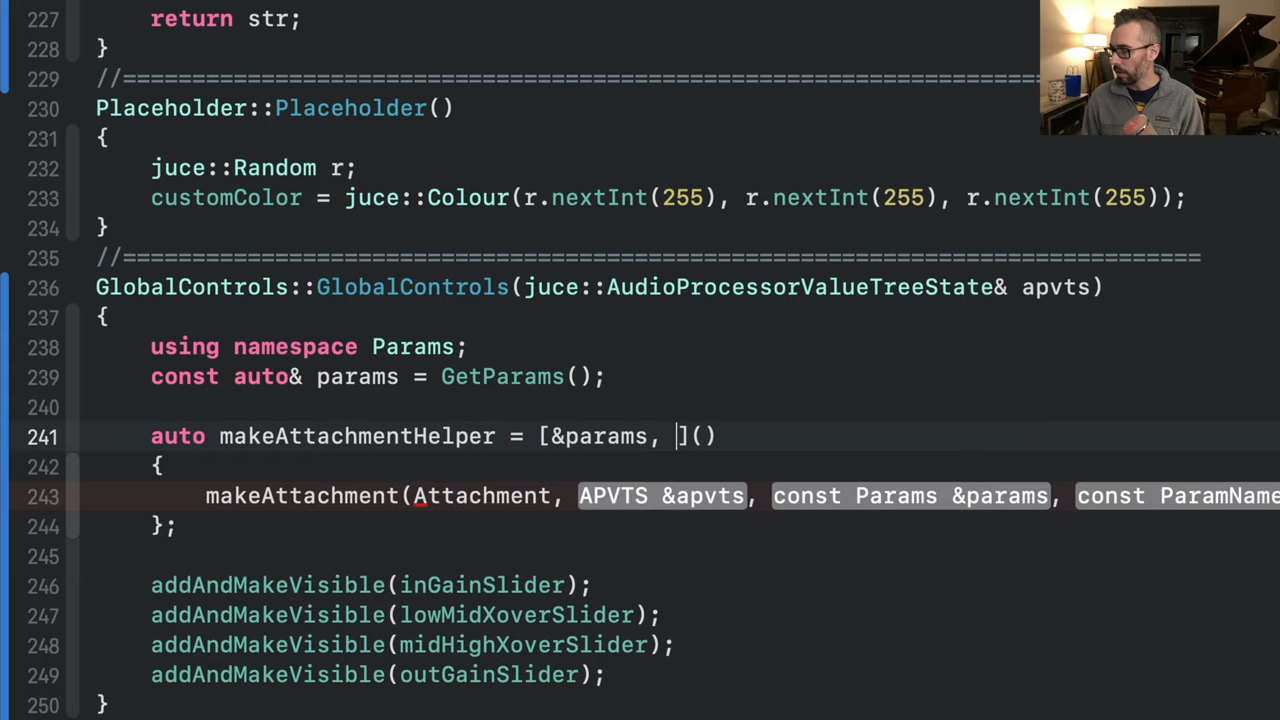 227 return str;
228 }
229 //======================================================================
230 Placeholder::Placeholder()
231 {
232 juce::Random r;
233 customColor = juce::Colour(r.nextInt(255), r.nextInt(255), r.nextInt(255));
234 }
235 //==============================================================================
236 GlobalControls::GlobalControls(juce::AudioProcessorValueTreeState& apvts)
237 {
238 using namespace Params;
239 const auto& params = GetParams();
240
241 auto makeAttachmentHelper = [&params, ]()
242 {
243 makeAttachment(Attachment, APVTS &apvts, const Params &params, const ParamName
244 };
245
246 addAndMakeVisible(inGainSlider);
247 addAndMakeVisible(lowMidXoverSlider);
248 addAndMakeVisible(midHighXoverSlider);
249 addAndMakeVisible(outGainSlider);
250 }